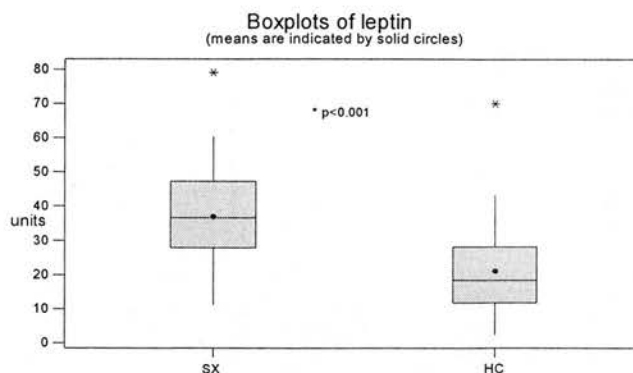 Boxplots of leptin
(means are indicated by solid circles)
80
70
* p<0.001
60
50
40
units
30
20
10
0
SX HC